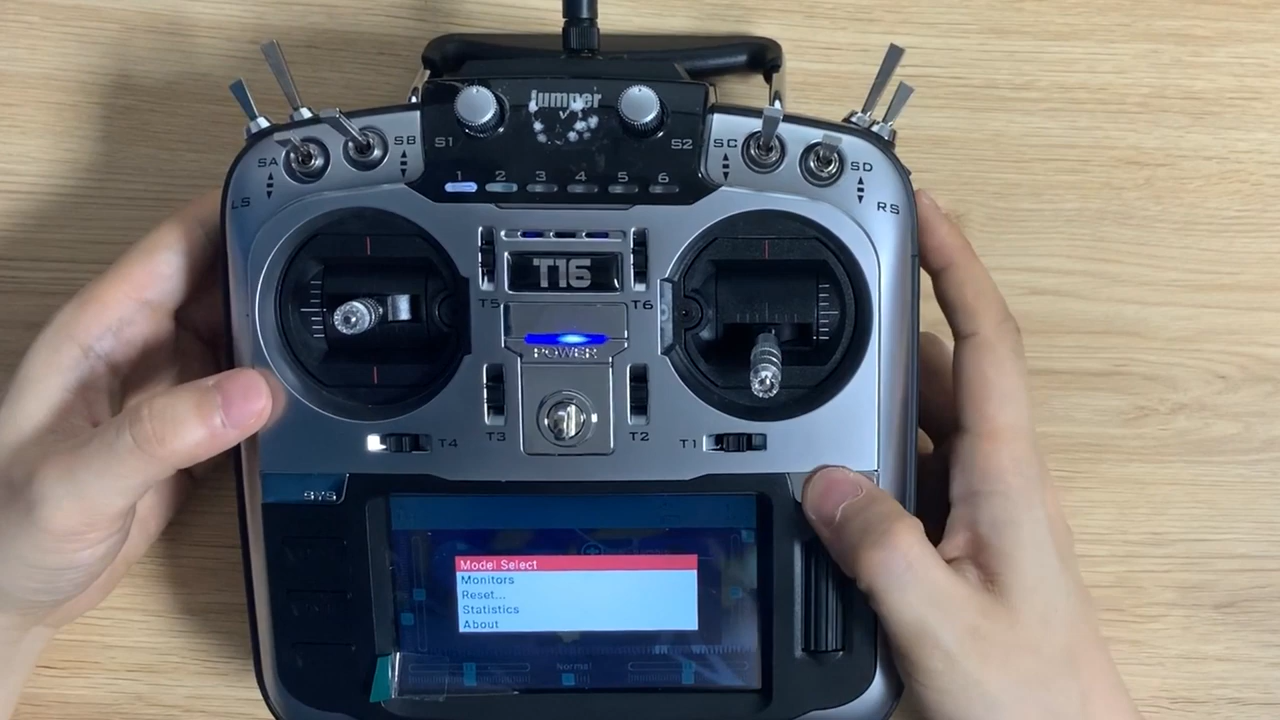 Jumper
S1
S2
SA
SB
SC
SD
LS
RS
1 2 3 4 5 6
T16
T5
T6
POWER
T3
T2
T4
T1
SYS
Model Select
Monitors
Reset...
Statistics
About
Normal